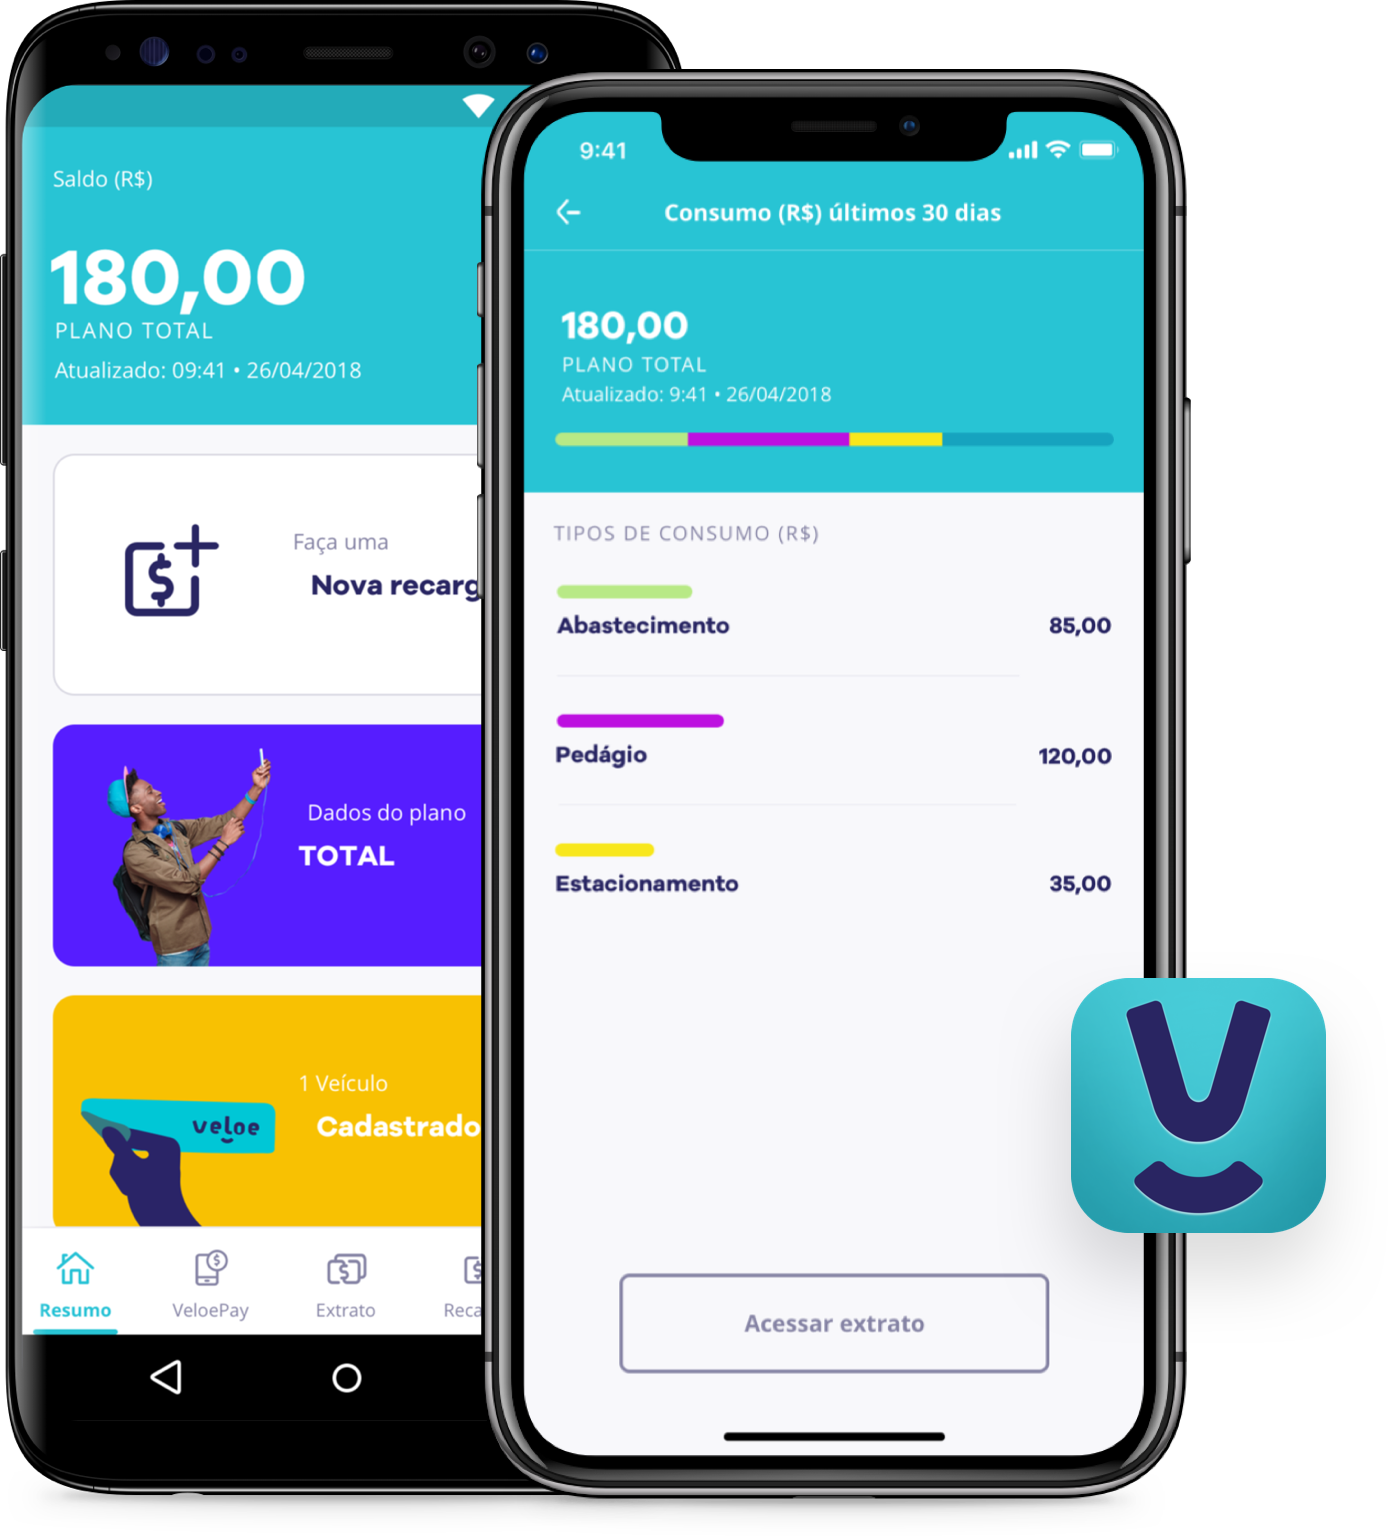 Saldo (R$)
180,00
PLANO TOTAL
Atualizado: 09:41 • 26/04/2018
Faça uma
Nova recarg
Dados do plano
TOTAL
1 Veículo
Cadastrado
veloe
Resumo
VeloePay
Extrato
Reca
9:41
Consumo (R$) últimos 30 dias
180,00
PLANO TOTAL
Atualizado: 9:41 • 26/04/2018
TIPOS DE CONSUMO (R$)
Abastecimento 85,00
Pedágio 120,00
Estacionamento 35,00
Acessar extrato